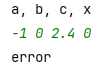 a, b, c, x
-1 0 2.4 0
error